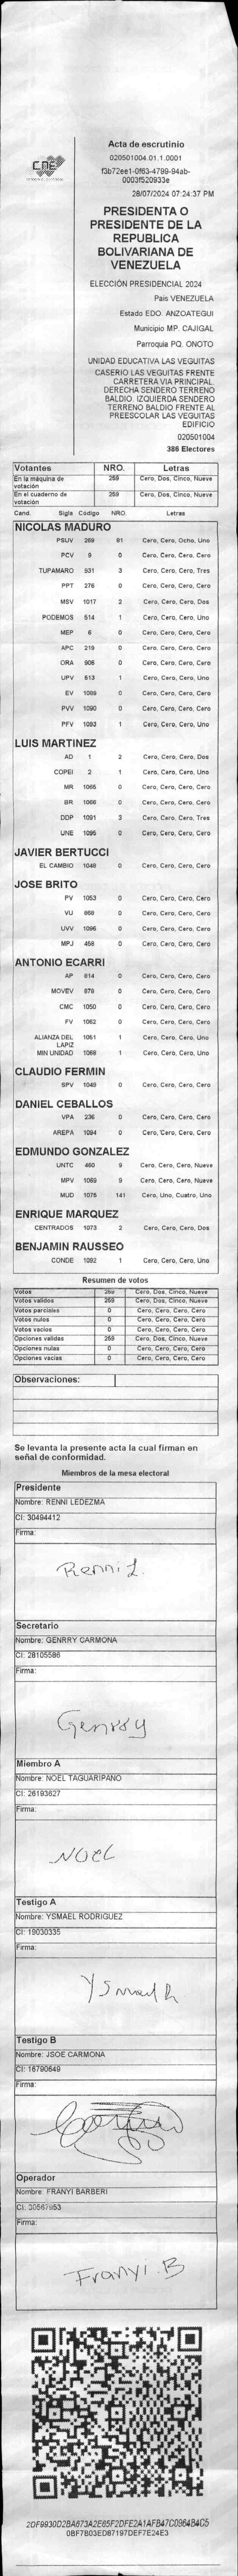 CNE
Acta de escrutinio
020501004.01.1.0001
f3b72ee1-0f63-4799-94ab-
0003f520933e
28/07/2024 07:24:37 PM
PRESIDENTA O
PRESIDENTE DE LA
REPUBLICA
BOLIVARIANA DE
VENEZUELA
ELECCIÓN PRESIDENCIAL 2024
País VENEZUELA
Estado EDO. ANZOATEGUI
Municipio MP. CAJIGAL
Parroquia PQ. ONOTO
UNIDAD EDUCATIVA LAS VEGUITAS
CASERIO LAS VEGUITAS FRENTE
CARRETERA VIA PRINCIPAL.
DERECHA SENDERO TERRENO
BALDIO. IZQUIERDA SENDERO
TERRENO BALDIO FRENTE AL
PREESCOLAR LAS VEGUITAS
EDIFICIO
020501004
386 Electores
Votantes NRO. Letras
En la máquina de votación 259 Cero, Dos, Cinco, Nueve
En el cuaderno de votación 259 Cero, Dos, Cinco, Nueve
Cand. Sigla Codigo NRO. Letras
NICOLAS MADURO
PSUV 269 81 Cero, Cero, Ocho, Uno
PCV 9 0 Cero, Cero, Cero, Cero
TUPAMARO 931 3 Cero, Cero, Cero, Tres
PPT 276 0 Cero, Cero, Cero, Cero
MSV 1017 2 Cero, Cero, Cero, Dos
PODEMOS 514 1 Cero, Cero, Cero, Uno
MEP 6 0 Cero, Cero, Cero, Cero
APC 219 0 Cero, Cero, Cero, Cero
ORA 906 0 Cero, Cero, Cero, Cero
UPV 513 1 Cero, Cero, Cero, Uno
EV 1089 0 Cero, Cero, Cero, Cero
PVV 1090 0 Cero, Cero, Cero, Cero
PFV 1093 1 Cero, Cero, Cero, Uno
LUIS MARTINEZ
AD 1 2 Cero, Cero, Cero, Dos
COPEI 2 1 Cero, Cero, Cero, Uno
MR 1065 0 Cero, Cero, Cero, Cero
BR 1066 0 Cero, Cero, Cero, Cero
DDP 1091 3 Cero, Cero, Cero, Tres
UNE 1095 0 Cero, Cero, Cero, Cero
JAVIER BERTUCCI
EL CAMBIO 1048 0 Cero, Cero, Cero, Cero
JOSE BRITO
PV 1053 0 Cero, Cero, Cero, Cero
VU 868 0 Cero, Cero, Cero, Cero
UVV 1096 0 Cero, Cero, Cero, Cero
MPJ 458 0 Cero, Cero, Cero, Cero
ANTONIO ECARRI
AP 814 0 Cero, Cero, Cero, Cero
MOVEV 878 0 Cero, Cero, Cero, Cero
CMC 1050 0 Cero, Cero, Cero, Cero
FV 1062 0 Cero, Cero, Cero, Cero
ALIANZA DEL LAPIZ 1051 1 Cero, Cero, Cero, Uno
MIN UNIDAD 1068 1 Cero, Cero, Cero, Uno
CLAUDIO FERMIN
SPV 1049 0 Cero, Cero, Cero, Cero
DANIEL CEBALLOS
VPA 236 0 Cero, Cero, Cero, Cero
AREPA 1094 0 Cero, Cero, Cero, Cero
EDMUNDO GONZALEZ
UNTC 460 9 Cero, Cero, Cero, Nueve
MPV 1069 9 Cero, Cero, Cero, Nueve
MUD 1076 141 Cero, Uno, Cuatro, Uno
ENRIQUE MARQUEZ
CENTRADOS 1073 2 Cero, Cero, Cero, Dos
BENJAMIN RAUSSEO
CONDE 1092 1 Cero, Cero, Cero, Uno
Resumen de votos
Votos 259 Cero, Dos, Cinco, Nueve
Votos validos 259 Cero, Dos, Cinco, Nueve
Votos parciales 0 Cero, Cero, Cero, Cero
Votos nulos 0 Cero, Cero, Cero, Cero
Votos vacios 0 Cero, Cero, Cero, Cero
Opciones validas 259 Cero, Dos, Cinco, Nueve
Opciones nulas 0 Cero, Cero, Cero, Cero
Opciones vacias 0 Cero, Cero, Cero, Cero
Observaciones:
Se levanta la presente acta la cual firman en
señal de conformidad.
Miembros de la mesa electoral
Presidente
Nombre: RENNI LEDEZMA
CI: 30494412
Firma:
Renni L.
Secretario
Nombre: GENRRY CARMONA
CI: 28105586
Firma:
Genrry
Miembro A
Nombre: NOEL TAGUARIPANO
CI: 26193627
Firma:
NOEL
Testigo A
Nombre: YSMAEL RODRIGUEZ
CI: 19030335
Firma:
Ysmael R
Testigo B
Nombre: JSOE CARMONA
CI: 16790649
Firma:
Operador
Nombre: FRANYI BARBERI
CI: 30567953
Firma:
Franyi.B
2DF9930D2BA673A2E65F2DFE2A1AFB47C0964B4C5
0BF7B03ED87197DEF7E24E3